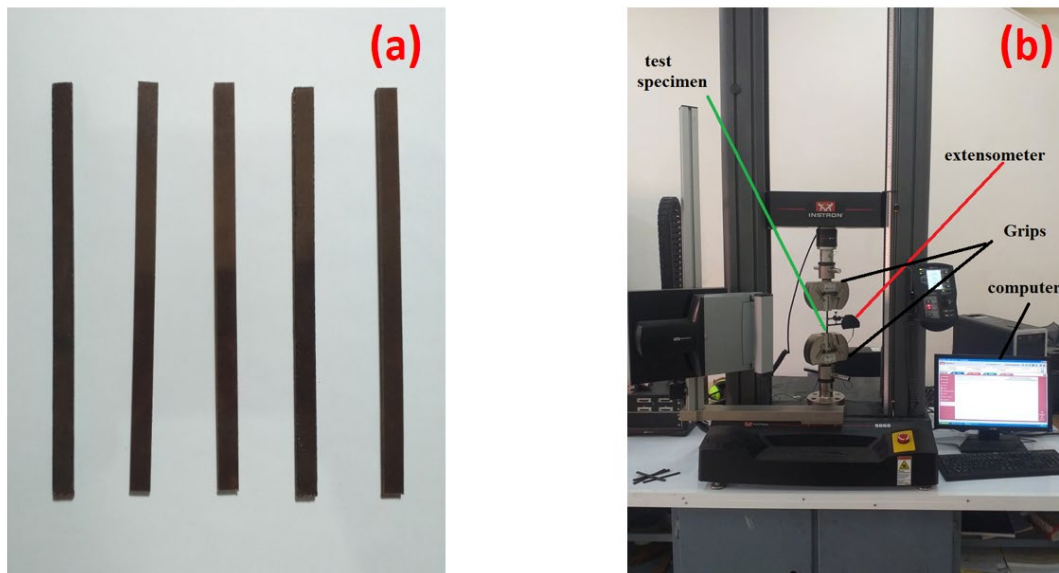 (a)
(b)
test
specimen
extensometer
Grips
computer
INSTRON